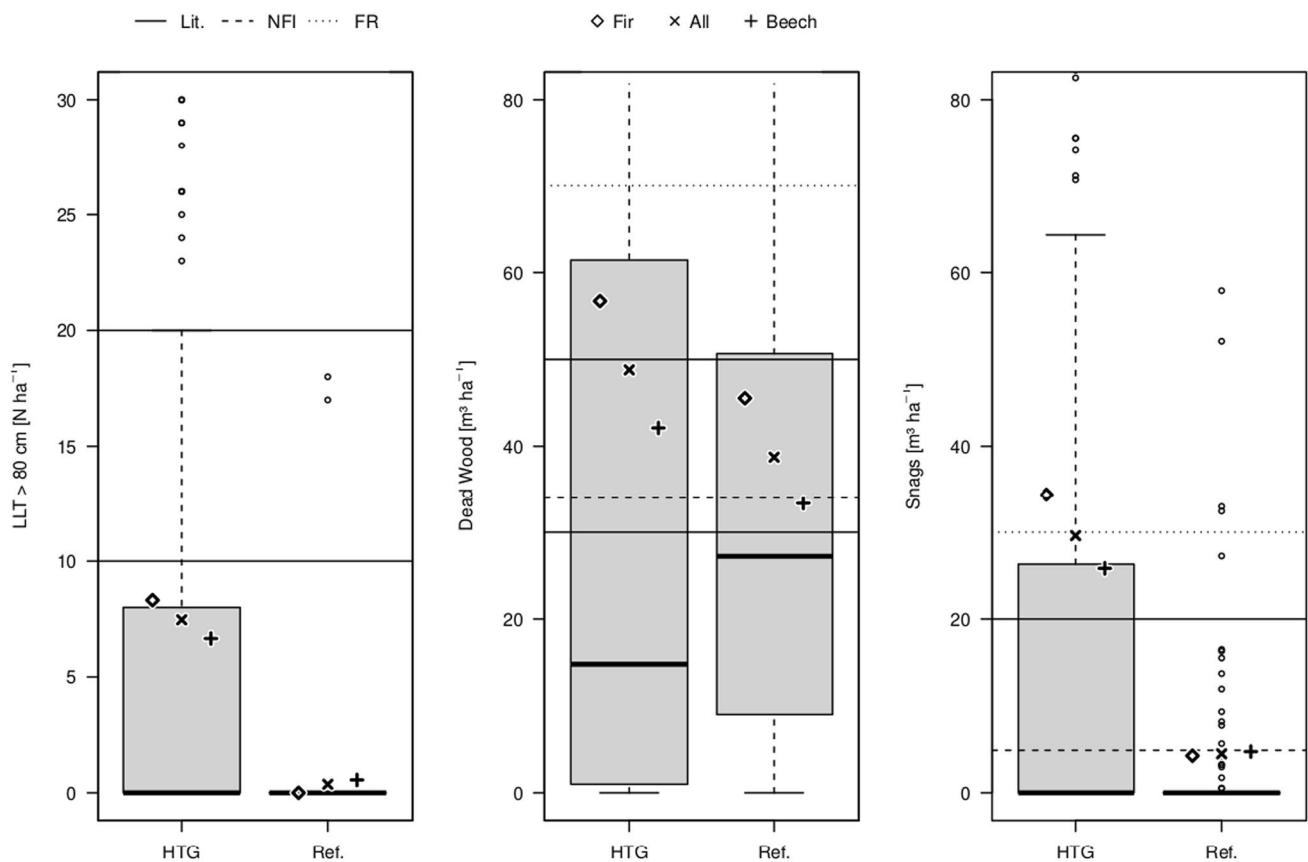 Lit. NFI FR Fir All Beech
LLT > 80 cm [N ha⁻¹]
30
25
20
15
10
5
0
HTG Ref.
Dead Wood [m³ ha⁻¹]
80
60
40
20
0
HTG Ref.
Snags [m³ ha⁻¹]
80
60
40
20
0
HTG Ref.